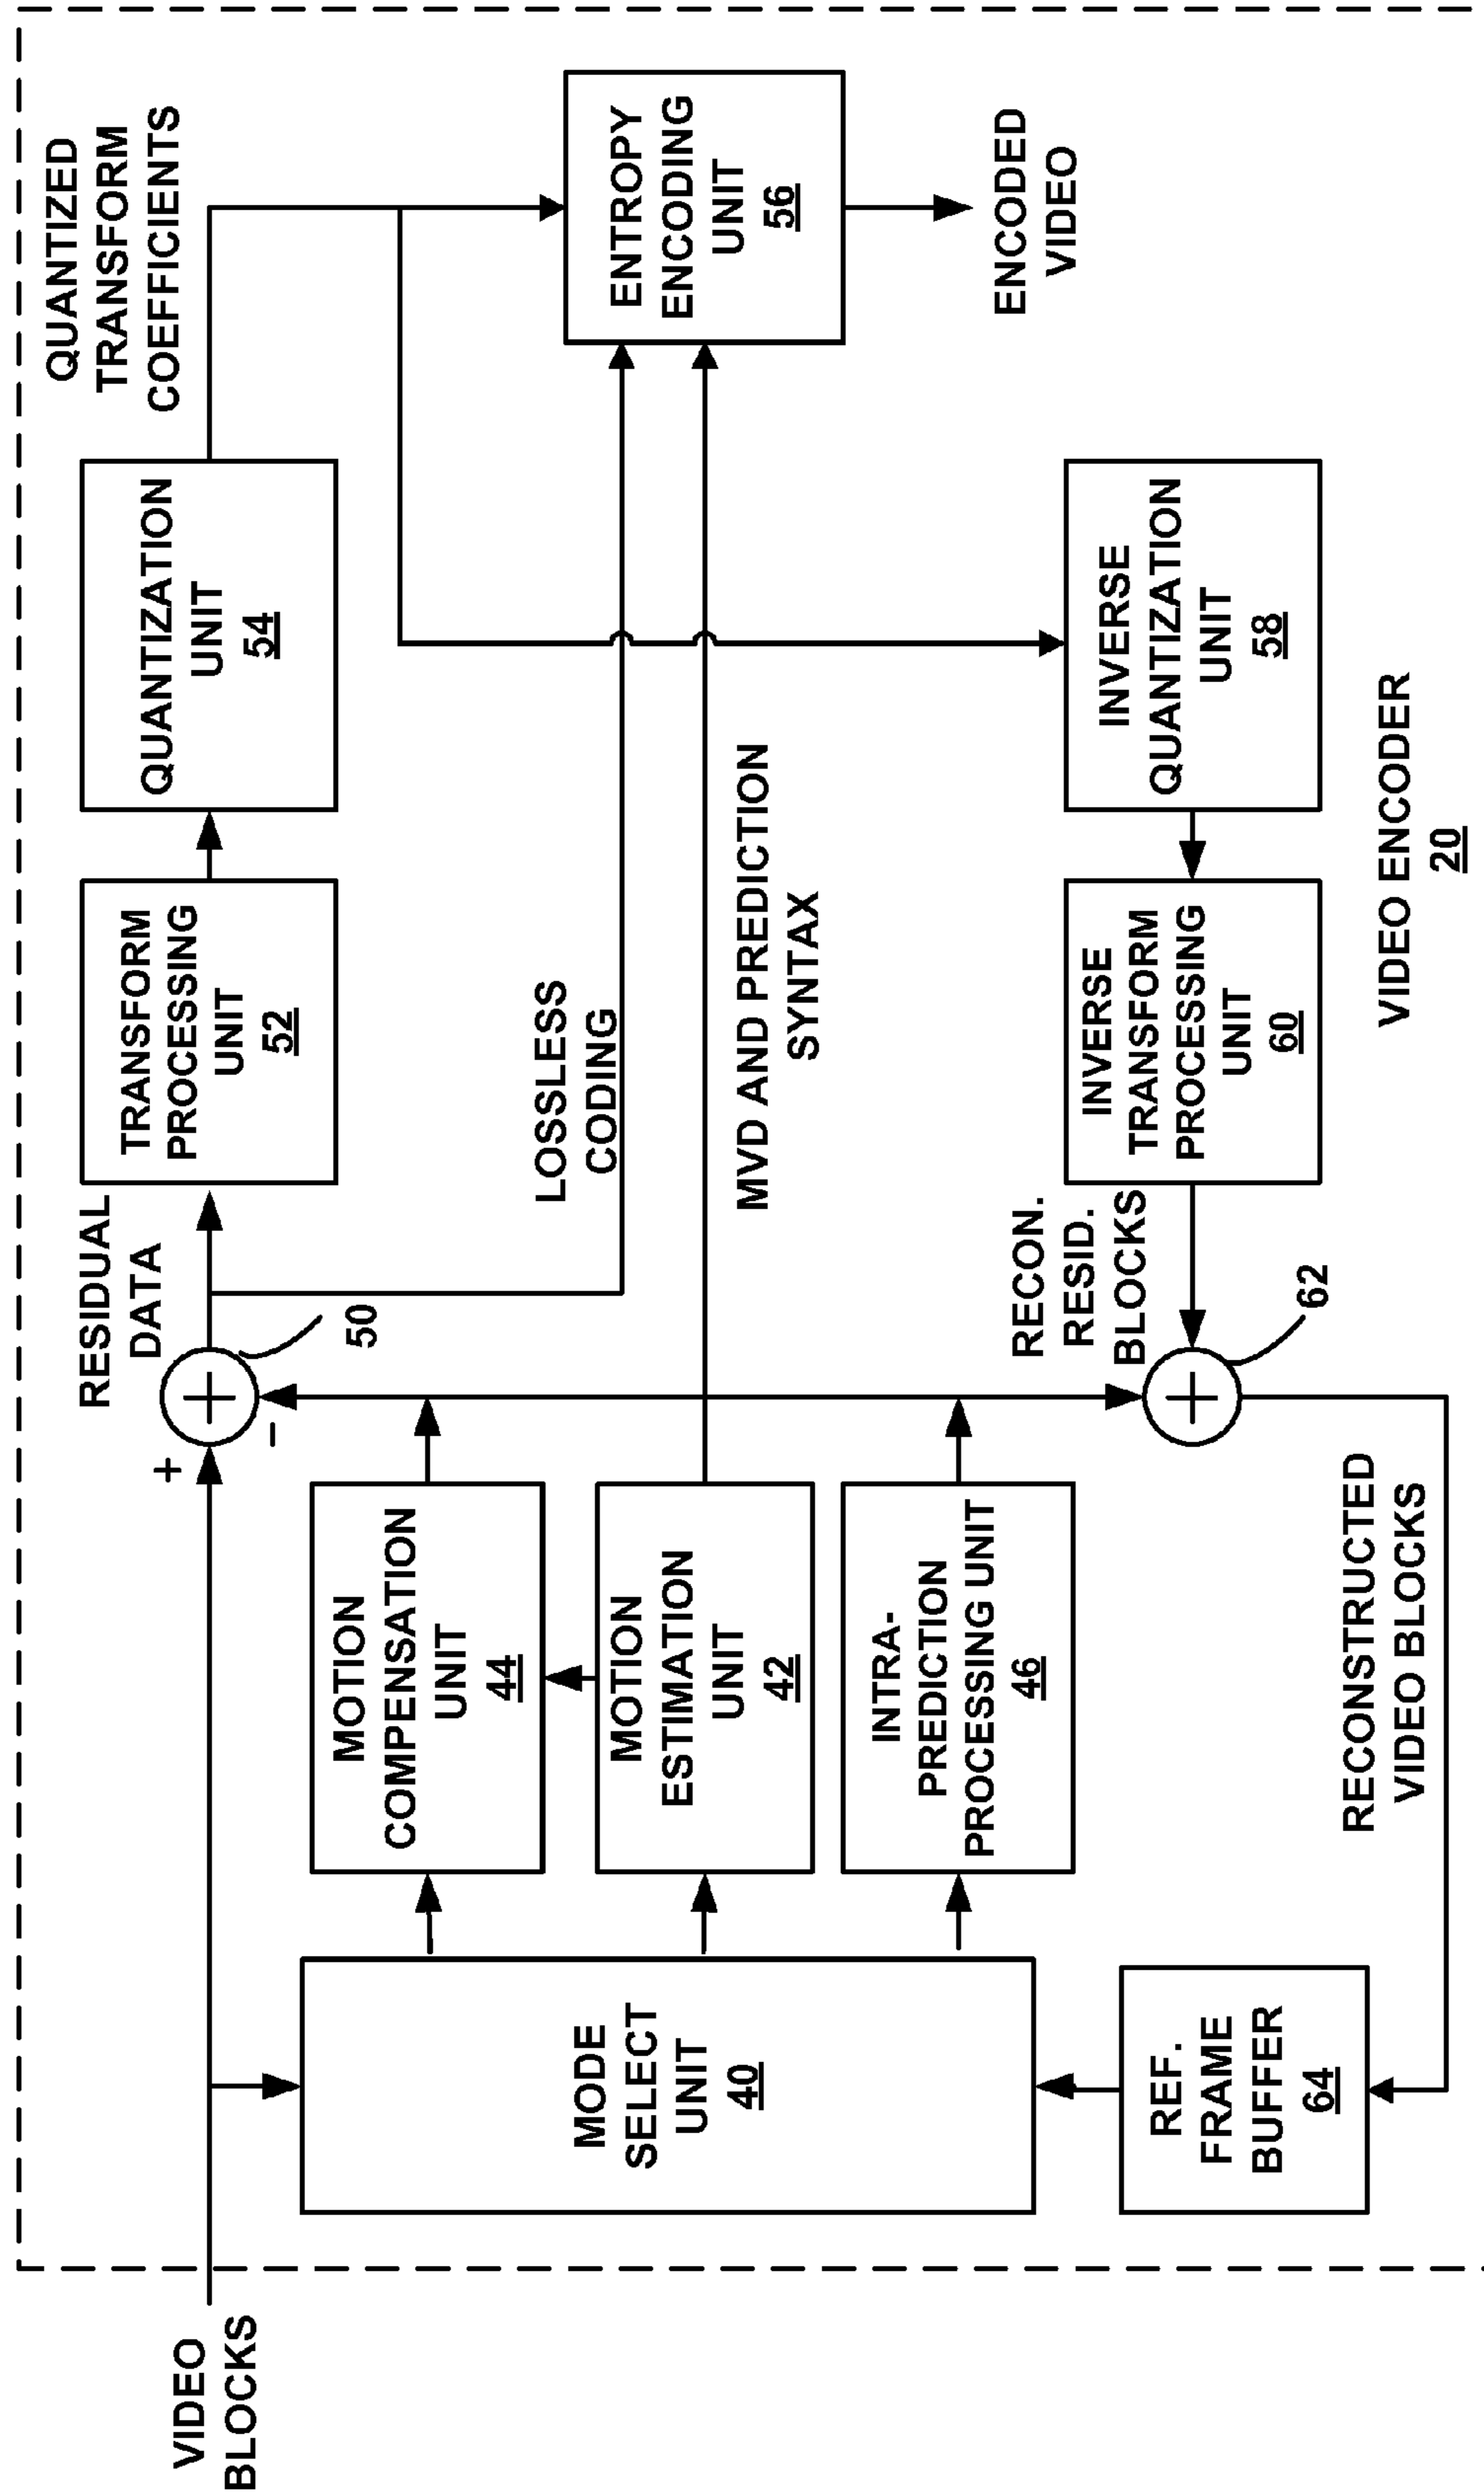 VIDEO
BLOCKS
+
–
RESIDUAL
DATA
50
TRANSFORM
PROCESSING
UNIT
52
QUANTIZATION
UNIT
54
QUANTIZED
TRANSFORM
COEFFICIENTS
MODE
SELECT
UNIT
40
MOTION
COMPENSATION
UNIT
44
MOTION
ESTIMATION
UNIT
42
INTRA-
PREDICTION
PROCESSING UNIT
46
LOSSLESS
CODING
MVD AND PREDICTION
SYNTAX
ENTROPY
ENCODING
UNIT
56
ENCODED
VIDEO
REF.
FRAME
BUFFER
64
RECONSTRUCTED
VIDEO BLOCKS
RECON.
RESID.
BLOCKS
62
INVERSE
TRANSFORM
PROCESSING
UNIT
60
INVERSE
QUANTIZATION
UNIT
58
VIDEO ENCODER
20